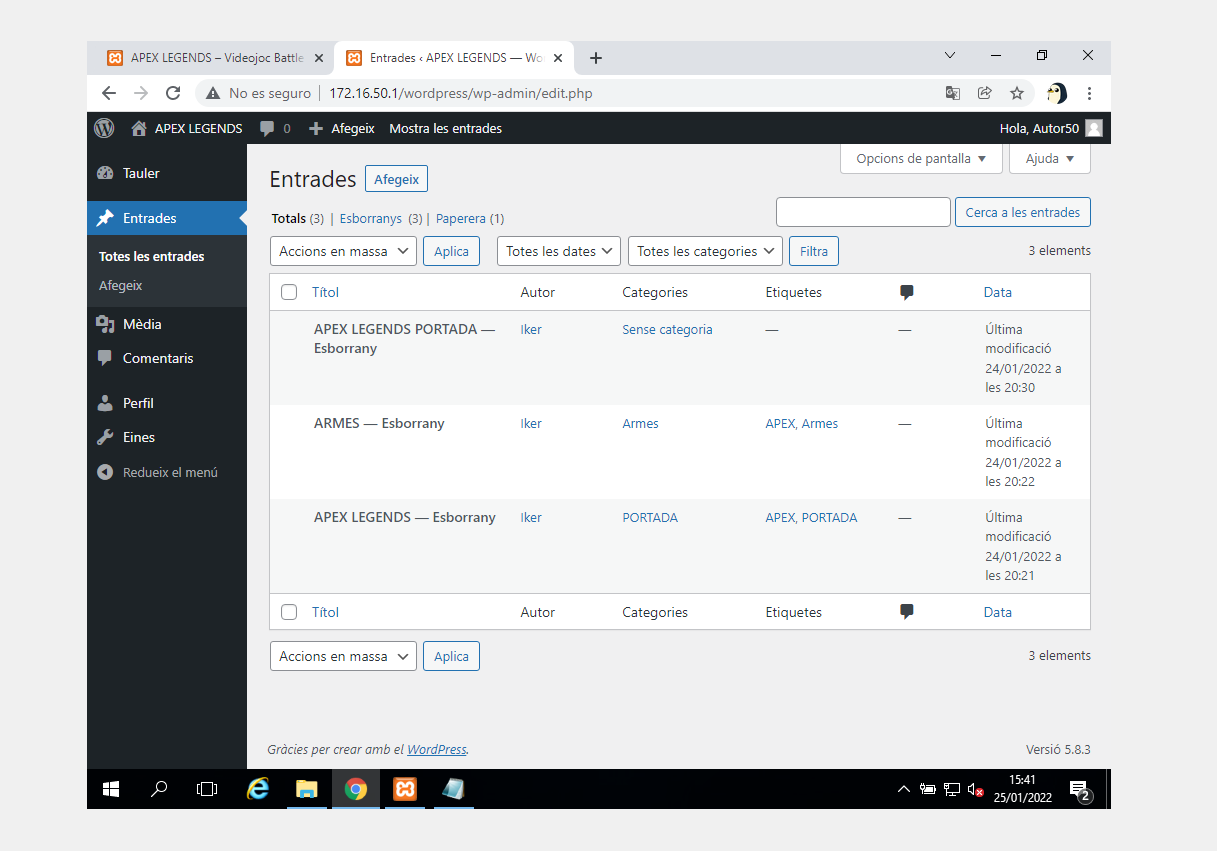 APEX LEGENDS – Videojoc Battle
Entrades ‹ APEX LEGENDS — Wo
No es seguro | 172.16.50.1/wordpress/wp-admin/edit.php
APEX LEGENDS 0 Afegeix Mostra les entrades Hola, Autor50
Opcions de pantalla Ajuda
Tauler
Entrades
Totes les entrades
Afegeix
Mèdia
Comentaris
Perfil
Eines
Redueix el menú
Entrades Afegeix
Totals (3) | Esborranys (3) | Paperera (1)
Cerca a les entrades
Accions en massa Aplica Totes les dates Totes les categories Filtra 3 elements
Títol Autor Categories Etiquetes Data
APEX LEGENDS PORTADA — Esborrany Iker Sense categoria — — Última modificació 24/01/2022 a les 20:30
ARMES — Esborrany Iker Armes APEX, Armes — Última modificació 24/01/2022 a les 20:22
APEX LEGENDS — Esborrany Iker PORTADA APEX, PORTADA — Última modificació 24/01/2022 a les 20:21
Títol Autor Categories Etiquetes Data
Accions en massa Aplica 3 elements
Gràcies per crear amb el WordPress. Versió 5.8.3
15:41
25/01/2022
2